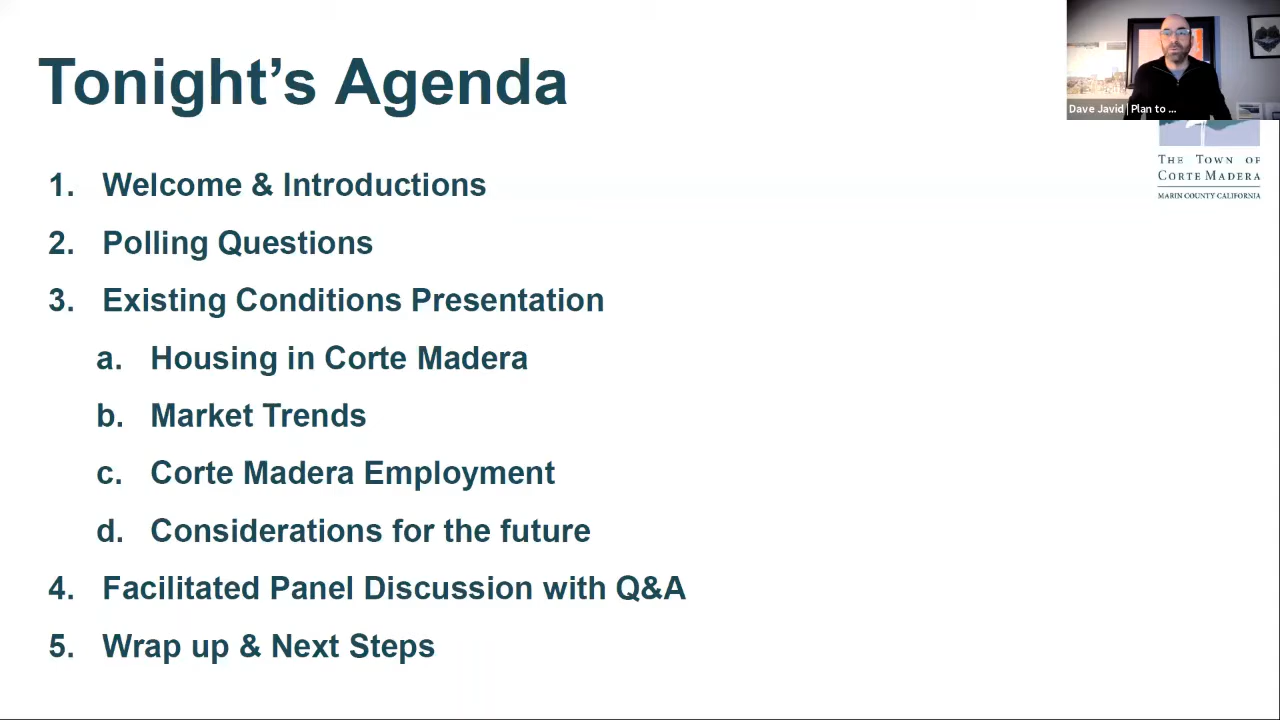 Tonight’s Agenda
Dave Javid | Plan to ...
THE TOWN OF
CORTE MADERA
MARIN COUNTY CALIFORNIA
1. Welcome & Introductions
2. Polling Questions
3. Existing Conditions Presentation
a. Housing in Corte Madera
b. Market Trends
c. Corte Madera Employment
d. Considerations for the future
4. Facilitated Panel Discussion with Q&A
5. Wrap up & Next Steps